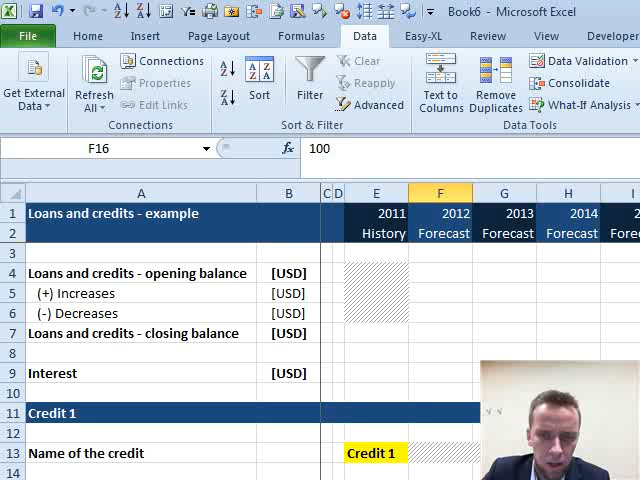 Book6 - Microsoft Excel
File Home Insert Page Layout Formulas Data Easy-XL Review View Developer
Connections Clear Data Validation
Get External Data Refresh All Properties Sort Filter Reapply Text to Columns Remove Duplicates Consolidate
Edit Links Advanced What-If Analysis
Connections Sort & Filter Data Tools
F16 fx 100
A B C D E F G H I
1 Loans and credits - example 2011 2012 2013 2014
2 History Forecast Forecast Forecast
3
4 Loans and credits - opening balance [USD]
5 (+) Increases [USD]
6 (-) Decreases [USD]
7 Loans and credits - closing balance [USD]
8
9 Interest [USD]
10
11 Credit 1
12
13 Name of the credit Credit 1
14